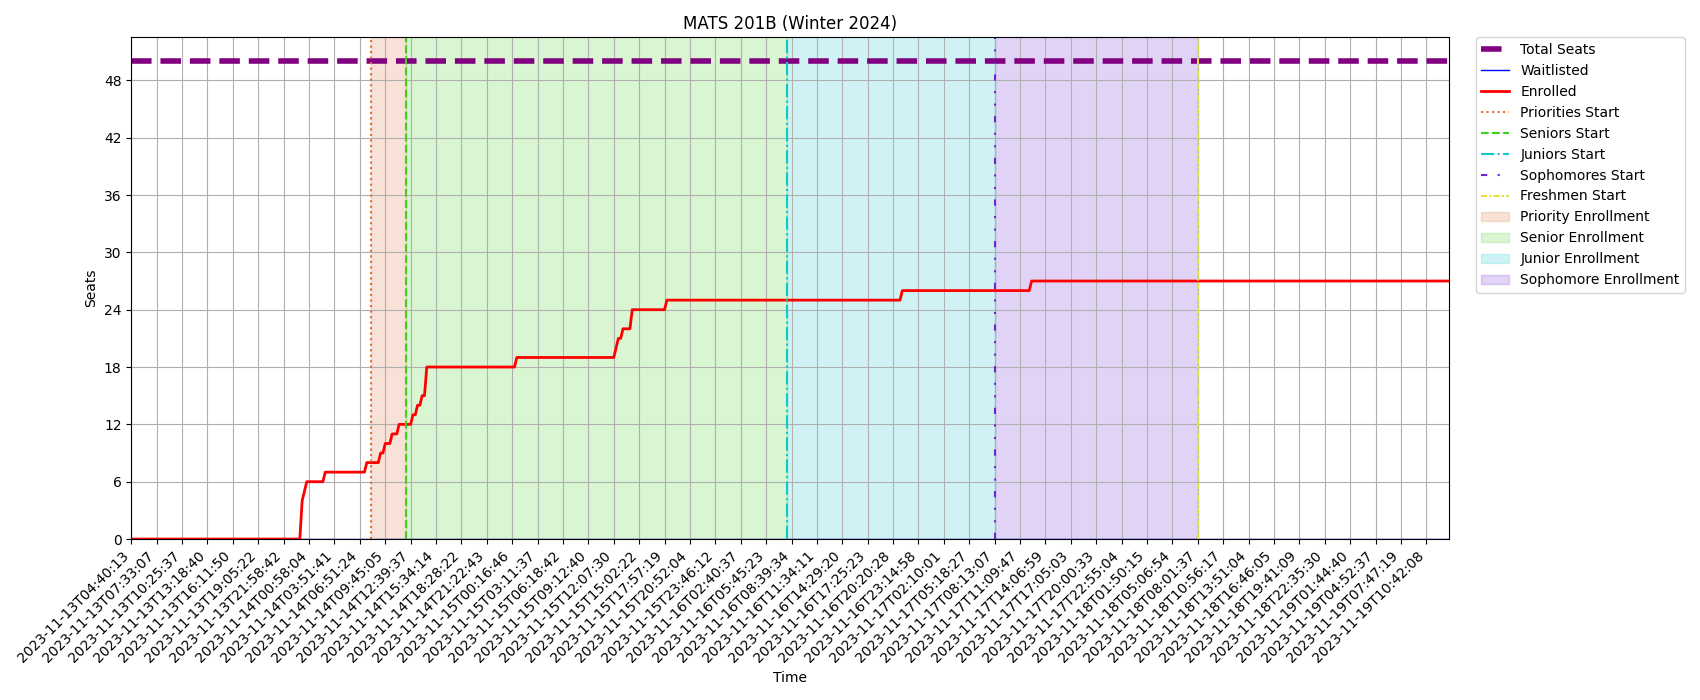 MATS 201B (Winter 2024)
Total Seats
Waitlisted
Enrolled
Priorities Start
Seniors Start
Juniors Start
Sophomores Start
Freshmen Start
Priority Enrollment
Senior Enrollment
Junior Enrollment
Sophomore Enrollment
Seats
48
42
36
30
24
18
12
6
0
2023-11-13T04:40:13
2023-11-13T07:33:07
2023-11-13T10:25:37
2023-11-13T13:18:40
2023-11-13T16:11:50
2023-11-13T19:05:22
2023-11-13T21:58:42
2023-11-14T00:58:04
2023-11-14T03:51:41
2023-11-14T06:51:24
2023-11-14T09:45:05
2023-11-14T12:39:37
2023-11-14T15:34:14
2023-11-14T18:28:22
2023-11-14T21:22:43
2023-11-15T00:16:46
2023-11-15T03:11:37
2023-11-15T06:18:42
2023-11-15T09:12:40
2023-11-15T12:07:30
2023-11-15T15:02:22
2023-11-15T17:57:19
2023-11-15T20:52:04
2023-11-15T23:46:12
2023-11-16T02:40:37
2023-11-16T05:45:23
2023-11-16T08:39:34
2023-11-16T11:34:11
2023-11-16T14:29:20
2023-11-16T17:25:23
2023-11-16T20:20:28
2023-11-16T23:14:58
2023-11-17T02:10:01
2023-11-17T05:18:27
2023-11-17T08:13:07
2023-11-17T11:09:47
2023-11-17T14:06:59
2023-11-17T17:05:03
2023-11-17T20:00:33
2023-11-17T22:55:04
2023-11-18T01:50:15
2023-11-18T05:06:54
2023-11-18T08:01:37
2023-11-18T10:56:17
2023-11-18T13:51:04
2023-11-18T16:46:05
2023-11-18T19:41:09
2023-11-18T22:35:30
2023-11-19T01:44:40
2023-11-19T04:52:37
2023-11-19T07:47:19
2023-11-19T10:42:08
Time